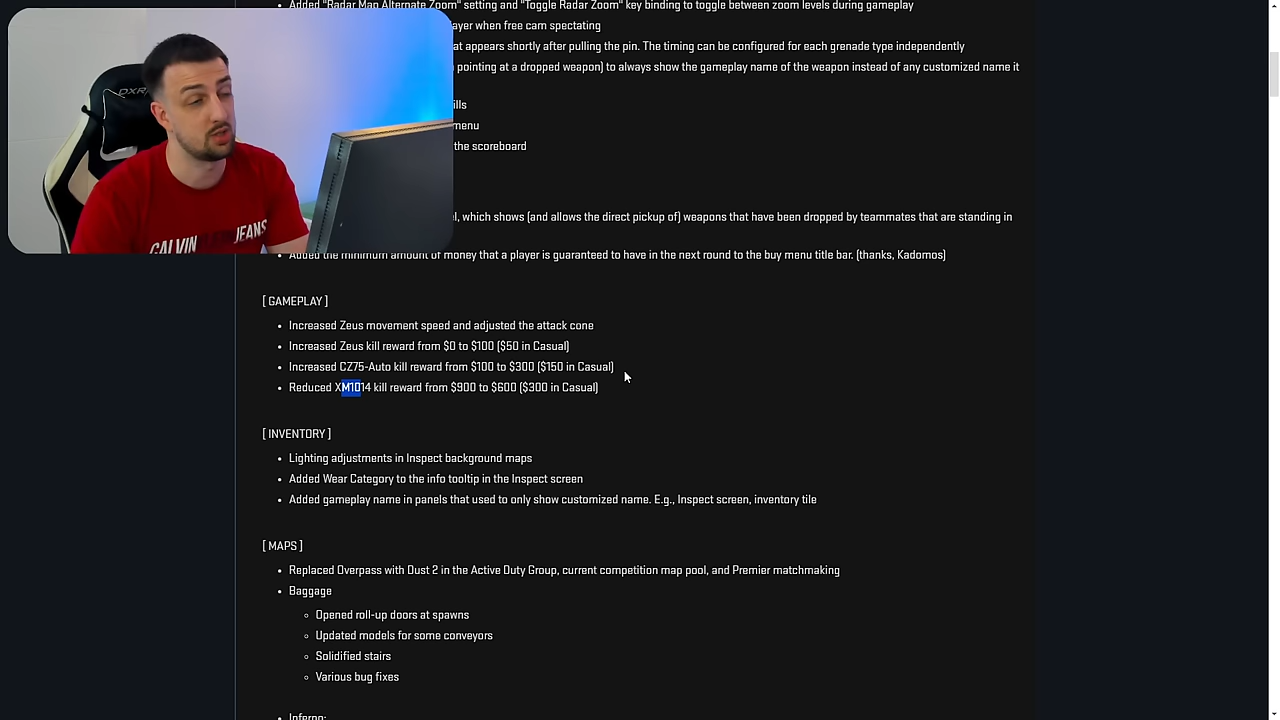 Added "Radar Map Alternate Zoom" setting and "Toggle Radar Zoom" key binding to toggle between zoom levels during gameplay
ayer when free cam spectating
at appears shortly after pulling the pin. The timing can be configured for each grenade type independently
pointing at a dropped weapon) to always show the gameplay name of the weapon instead of any customized name it
ills
menu
the scoreboard
, which shows (and allows the direct pickup of) weapons that have been dropped by teammates that are standing in
Added the minimum amount of money that a player is guaranteed to have in the next round to the buy menu title bar. (thanks, Kadomos)
[ GAMEPLAY ]
Increased Zeus movement speed and adjusted the attack cone
Increased Zeus kill reward from $0 to $100 ($50 in Casual)
Increased CZ75-Auto kill reward from $100 to $300 ($150 in Casual)
Reduced XM1014 kill reward from $900 to $600 ($300 in Casual)
[ INVENTORY ]
Lighting adjustments in Inspect background maps
Added Wear Category to the info tooltip in the Inspect screen
Added gameplay name in panels that used to only show customized name. E.g., Inspect screen, inventory tile
[ MAPS ]
Replaced Overpass with Dust 2 in the Active Duty Group, current competition map pool, and Premier matchmaking
Baggage
Opened roll-up doors at spawns
Updated models for some conveyors
Solidified stairs
Various bug fixes
Inferno:
DXR
CALVIN KLEIN JEANS